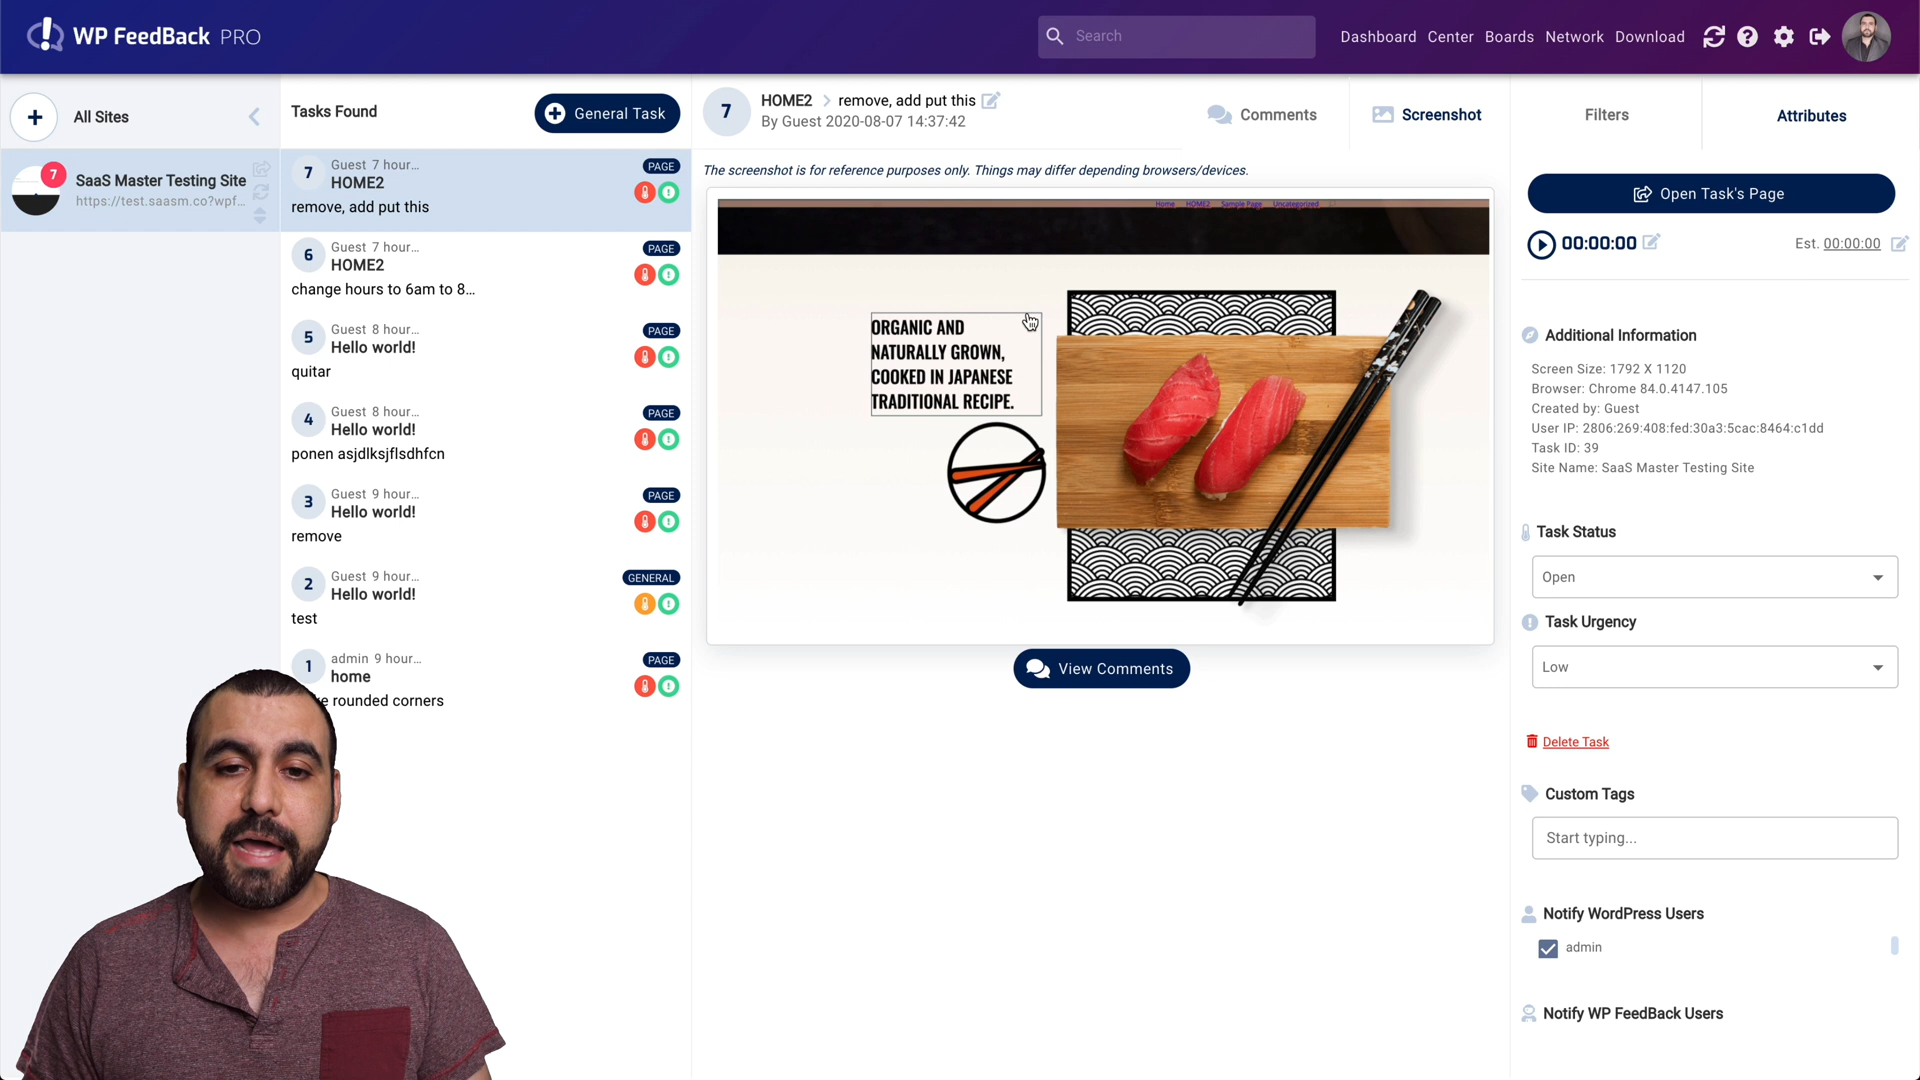 WP FeedBack PRO
Search
Dashboard Center Boards Network Download
All Sites
7
SaaS Master Testing Site
https://test.saasm.co?wpf...
Tasks Found
General Task
7
Guest 7 hour...
HOME2
PAGE
remove, add put this
6
Guest 7 hour...
HOME2
PAGE
change hours to 6am to 8...
5
Guest 8 hour...
Hello world!
PAGE
quitar
4
Guest 8 hour...
Hello world!
PAGE
ponen asjdlksjflsdhfcn
3
Guest 9 hour...
Hello world!
PAGE
remove
2
Guest 9 hour...
Hello world!
GENERAL
test
1
admin 9 hour...
home
PAGE
e rounded corners
7
HOME2 > remove, add put this
By Guest 2020-08-07 14:37:42
Comments
Screenshot
The screenshot is for reference purposes only. Things may differ depending browsers/devices.
Home HOME2 Sample Page Uncategorized
ORGANIC AND
NATURALLY GROWN,
COOKED IN JAPANESE
TRADITIONAL RECIPE.
View Comments
Filters
Attributes
Open Task's Page
00:00:00
Est. 00:00:00
Additional Information
Screen Size: 1792 X 1120
Browser: Chrome 84.0.4147.105
Created by: Guest
User IP: 2806:269:408:fed:30a3:5cac:8464:c1dd
Task ID: 39
Site Name: SaaS Master Testing Site
Task Status
Open
Task Urgency
Low
Delete Task
Custom Tags
Start typing...
Notify WordPress Users
admin
Notify WP FeedBack Users